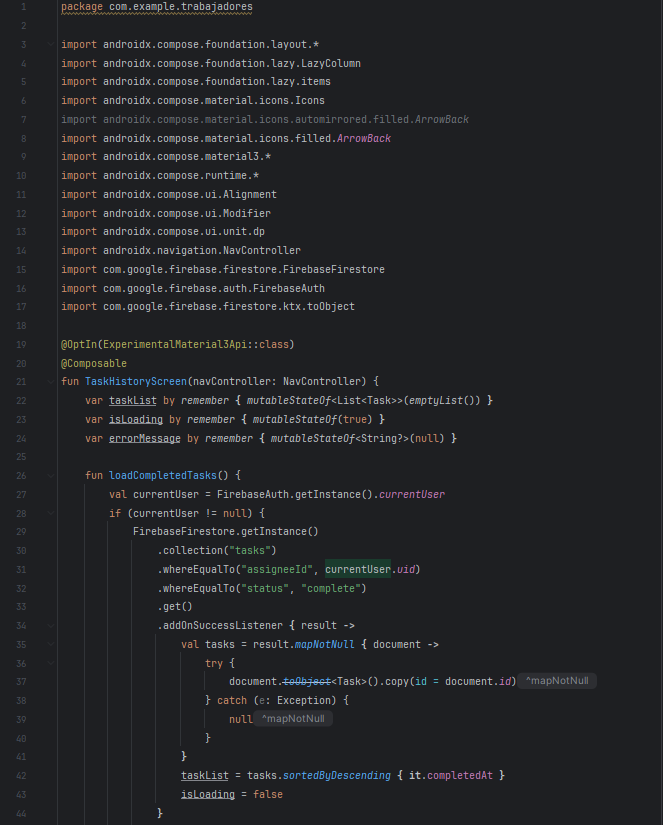 1 package com.example.trabajadores
2
3 import androidx.compose.foundation.layout.*
4 import androidx.compose.foundation.lazy.LazyColumn
5 import androidx.compose.foundation.lazy.items
6 import androidx.compose.material.icons.Icons
7 import androidx.compose.material.icons.automirrored.filled.ArrowBack
8 import androidx.compose.material.icons.filled.ArrowBack
9 import androidx.compose.material3.*
10 import androidx.compose.runtime.*
11 import androidx.compose.ui.Alignment
12 import androidx.compose.ui.Modifier
13 import androidx.compose.ui.unit.dp
14 import androidx.navigation.NavController
15 import com.google.firebase.firestore.FirebaseFirestore
16 import com.google.firebase.auth.FirebaseAuth
17 import com.google.firebase.firestore.ktx.toObject
18
19 @OptIn(ExperimentalMaterial3Api::class)
20 @Composable
21 fun TaskHistoryScreen(navController: NavController) {
22     var taskList by remember { mutableStateOf<List<Task>>(emptyList()) }
23     var isLoading by remember { mutableStateOf(true) }
24     var errorMessage by remember { mutableStateOf<String?>(null) }
25
26     fun loadCompletedTasks() {
27         val currentUser = FirebaseAuth.getInstance().currentUser
28         if (currentUser != null) {
29             FirebaseFirestore.getInstance()
30                 .collection("tasks")
31                 .whereEqualTo("assigneeId", currentUser.uid)
32                 .whereEqualTo("status", "complete")
33                 .get()
34                 .addOnSuccessListener { result ->
35                     val tasks = result.mapNotNull { document ->
36                         try {
37                             document.toObject<Task>().copy(id = document.id) ^mapNotNull
38                         } catch (e: Exception) {
39                             null ^mapNotNull
40                         }
41                     }
42                     taskList = tasks.sortedByDescending { it.completedAt }
43                     isLoading = false
44                 }